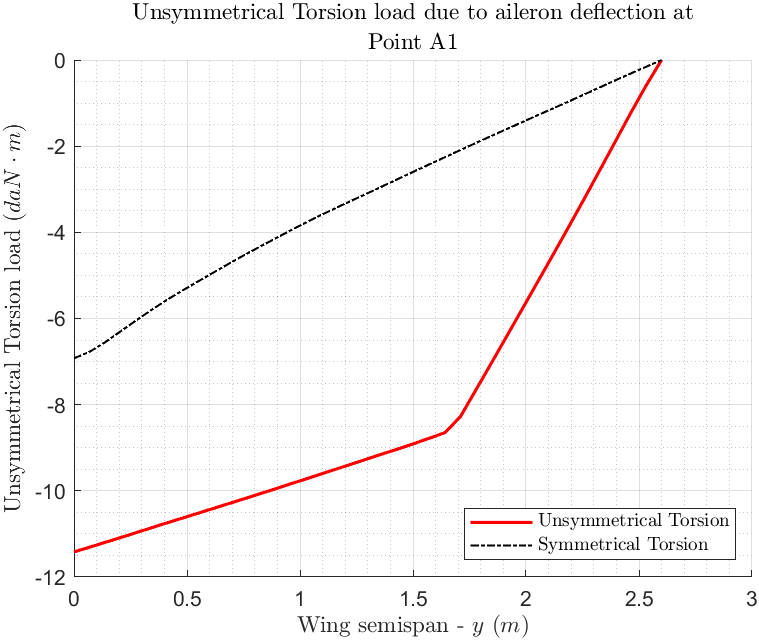 Unsymmetrical Torsion load due to aileron deflection at
Point A1
Unsymmetrical Torsion load (daN · m)
0
-2
-4
-6
-8
-10
-12
0
0.5
1
1.5
2
2.5
3
Wing semispan - y (m)
Unsymmetrical Torsion
Symmetrical Torsion